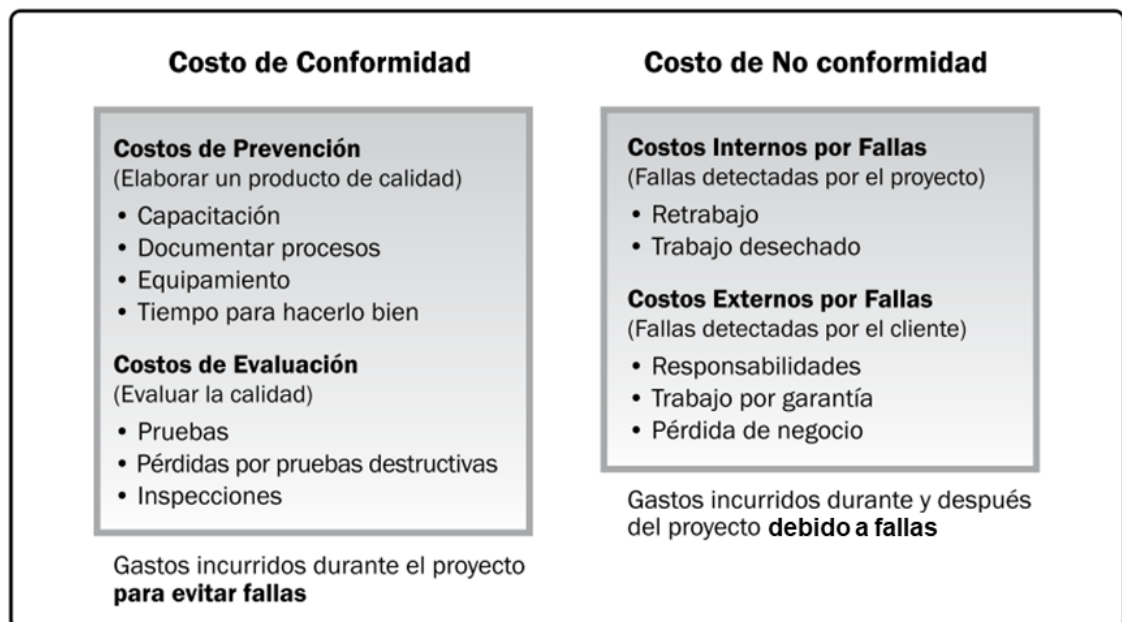 Costo de Conformidad
Costos de Prevención
(Elaborar un producto de calidad)
• Capacitación
• Documentar procesos
• Equipamiento
• Tiempo para hacerlo bien
Costos de Evaluación
(Evaluar la calidad)
• Pruebas
• Pérdidas por pruebas destructivas
• Inspecciones
Gastos incurridos durante el proyecto
para evitar fallas
Costo de No conformidad
Costos Internos por Fallas
(Fallas detectadas por el proyecto)
• Retrabajo
• Trabajo desechado
Costos Externos por Fallas
(Fallas detectadas por el cliente)
• Responsabilidades
• Trabajo por garantía
• Pérdida de negocio
Gastos incurridos durante y después
del proyecto debido a fallas